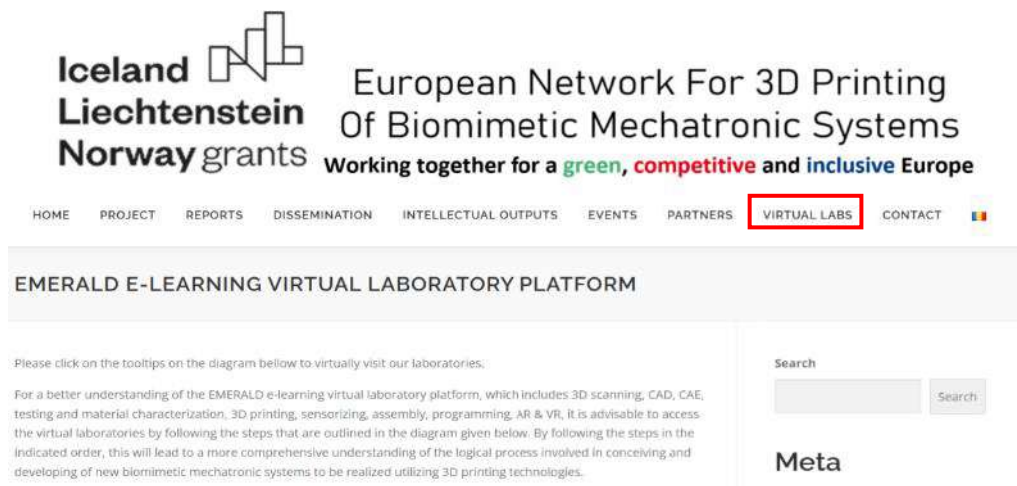 Iceland
Liechtenstein
Norway grants
European Network For 3D Printing
Of Biomimetic Mechatronic Systems
Working together for a green, competitive and inclusive Europe
HOME PROJECT REPORTS DISSEMINATION INTELLECTUAL OUTPUTS EVENTS PARTNERS VIRTUAL LABS CONTACT
EMERALD E-LEARNING VIRTUAL LABORATORY PLATFORM
Please click on the tooltips on the diagram bellow to virtually visit our laboratories.
For a better understanding of the EMERALD e-learning virtual laboratory platform, which includes 3D scanning, CAD, CAE,
testing and material characterization, 3D printing, sensorizing, assembly, programming, AR & VR, it is advisable to access
the virtual laboratories by following the steps that are outlined in the diagram given below. By following the steps in the
indicated order, this will lead to a more comprehensive understanding of the logical process involved in conceiving and
developing of new biomimetic mechatronic systems to be realized utilizing 3D printing technologies.
Search
Search
Meta